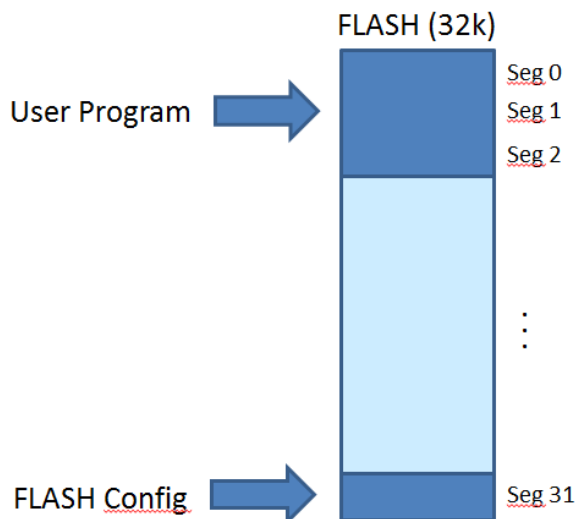 FLASH (32k)
Seg 0
User Program
Seg 1
Seg 2
⋮
FLASH Config
Seg 31